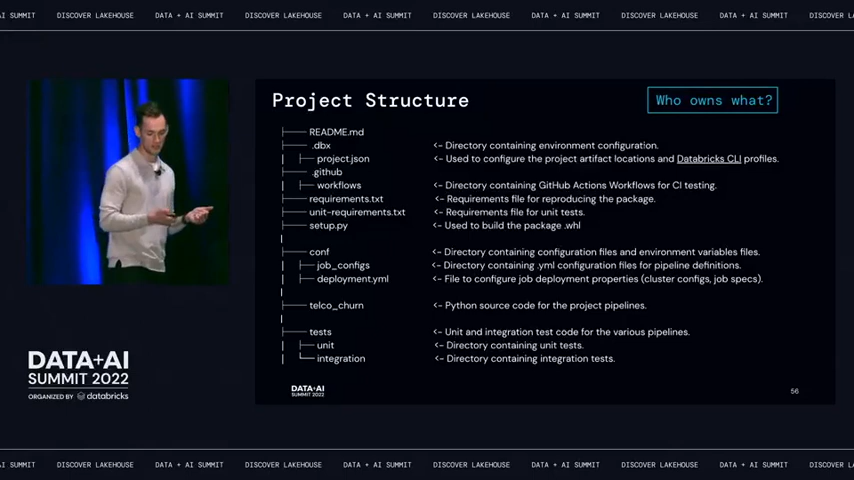 AI SUMMIT DISCOVER LAKEHOUSE DATA + AI SUMMIT DISCOVER LAKEHOUSE DATA + AI SUMMIT DISCOVER LAKEHOUSE DATA + AI SUMMIT DISCOVER LAKEHOUSE DATA + AI SUMMIT DISCOVER L
Project Structure
Who owns what?
├── README.md
├── .dbx <- Directory containing environment configuration.
│ ├── project.json <- Used to configure the project artifact locations and Databricks CLI profiles.
├── .github
│ ├── workflows <- Directory containing GitHub Actions Workflows for CI testing.
├── requirements.txt <- Requirements file for reproducing the package.
├── unit-requirements.txt <- Requirements file for unit tests.
├── setup.py <- Used to build the package .whl
│
├── conf <- Directory containing configuration files and environment variables files.
│ ├── job_configs <- Directory containing .yml configuration files for pipeline definitions.
│ ├── deployment.yml <- File to configure job deployment properties (cluster configs, job specs).
│
├── telco_churn <- Python source code for the project pipelines.
│
├── tests <- Unit and integration test code for the various pipelines.
│ ├── unit <- Directory containing unit tests.
│ └── integration <- Directory containing integration tests.
DATA+AI
SUMMIT 2022
56
DATA+AI
SUMMIT 2022
ORGANIZED BY databricks
AI SUMMIT DISCOVER LAKEHOUSE DATA + AI SUMMIT DISCOVER LAKEHOUSE DATA + AI SUMMIT DISCOVER LAKEHOUSE DATA + AI SUMMIT DISCOVER LAKEHOUSE DATA + AI SUMMIT DISCOVER L